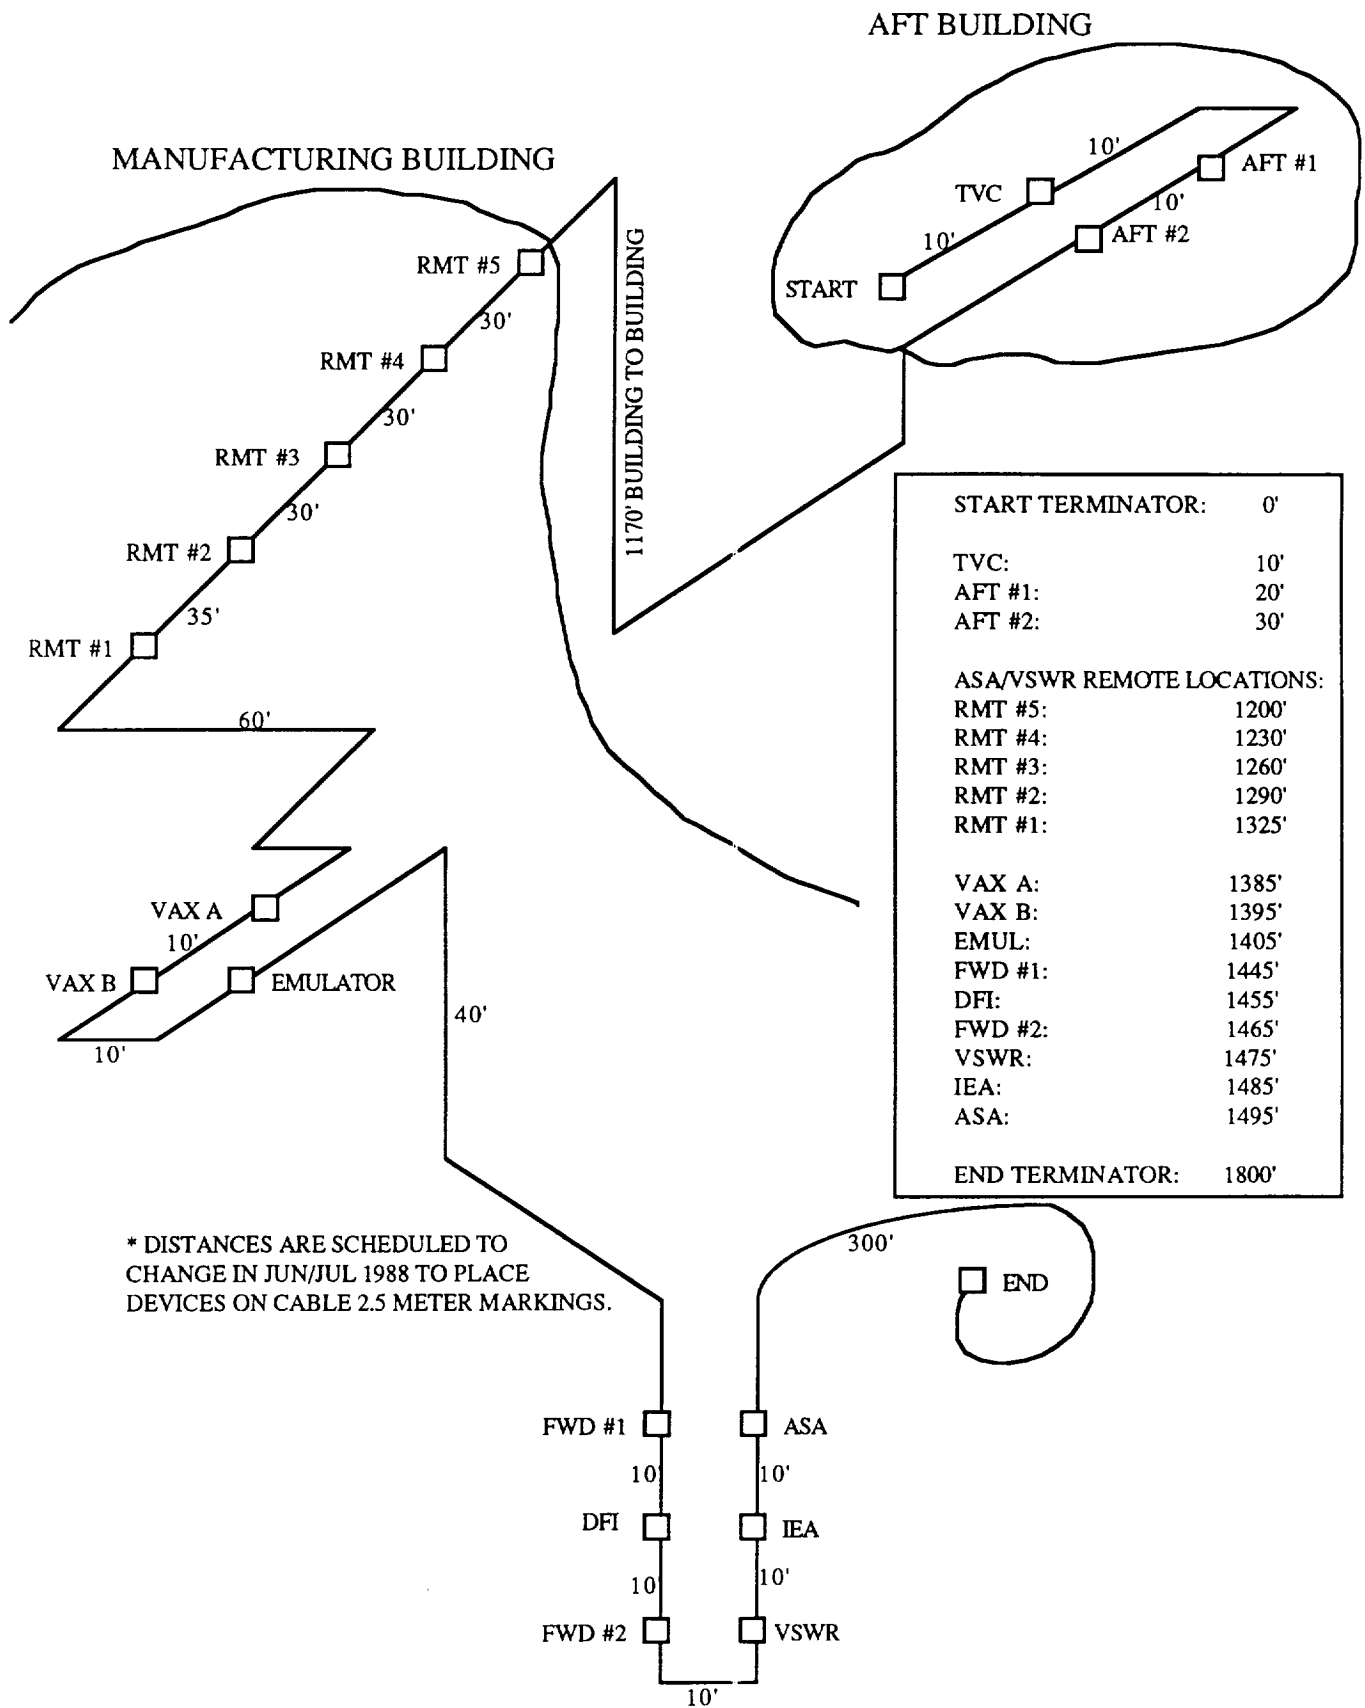 AFT BUILDING
MANUFACTURING BUILDING
10'
TVC
AFT #1
10'
AFT #2
10'
START
RMT #5
30'
RMT #4
30'
RMT #3
30'
RMT #2
35'
RMT #1
60'
1170' BUILDING TO BUILDING
START TERMINATOR: 0'
TVC: 10'
AFT #1: 20'
AFT #2: 30'
ASA/VSWR REMOTE LOCATIONS:
RMT #5: 1200'
RMT #4: 1230'
RMT #3: 1260'
RMT #2: 1290'
RMT #1: 1325'
VAX A: 1385'
VAX B: 1395'
EMUL: 1405'
FWD #1: 1445'
DFI: 1455'
FWD #2: 1465'
VSWR: 1475'
IEA: 1485'
ASA: 1495'
END TERMINATOR: 1800'
VAX A
10'
VAX B
EMULATOR
10'
40'
* DISTANCES ARE SCHEDULED TO
CHANGE IN JUN/JUL 1988 TO PLACE
DEVICES ON CABLE 2.5 METER MARKINGS.
300'
END
FWD #1
ASA
10'
10'
DFI
IEA
10'
10'
FWD #2
VSWR
10'